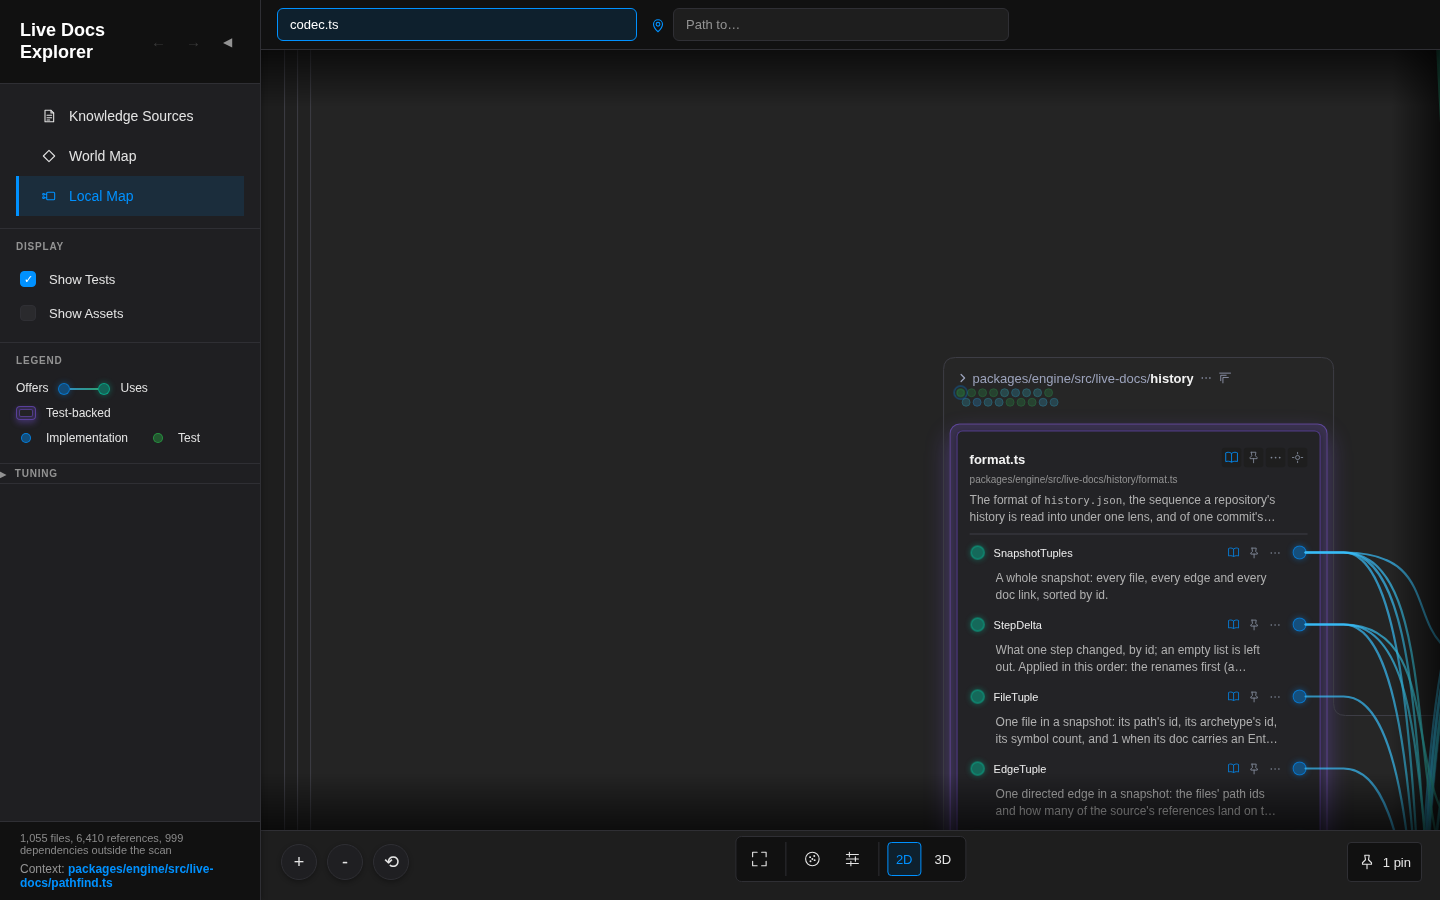 Live Docs
Explorer
← → ◀
codec.ts
Path to…
Knowledge Sources
World Map
Local Map
DISPLAY
✓ Show Tests
Show Assets
LEGEND
Offers Uses
Test-backed
Implementation Test
▶ TUNING
1,055 files, 6,410 references, 999
dependencies outside the scan
Context: packages/engine/src/live-
docs/pathfind.ts
packages/engine/src/live-docs/history ···
format.ts
packages/engine/src/live-docs/history/format.ts
The format of history.json, the sequence a repository's
history is read into under one lens, and of one commit's…
SnapshotTuples
A whole snapshot: every file, every edge and every
doc link, sorted by id.
StepDelta
What one step changed, by id; an empty list is left
out. Applied in this order: the renames first (a…
FileTuple
One file in a snapshot: its path's id, its archetype's id,
its symbol count, and 1 when its doc carries an Ent…
EdgeTuple
One directed edge in a snapshot: the files' path ids
and how many of the source's references land on t…
+ - ⟲
2D 3D
1 pin